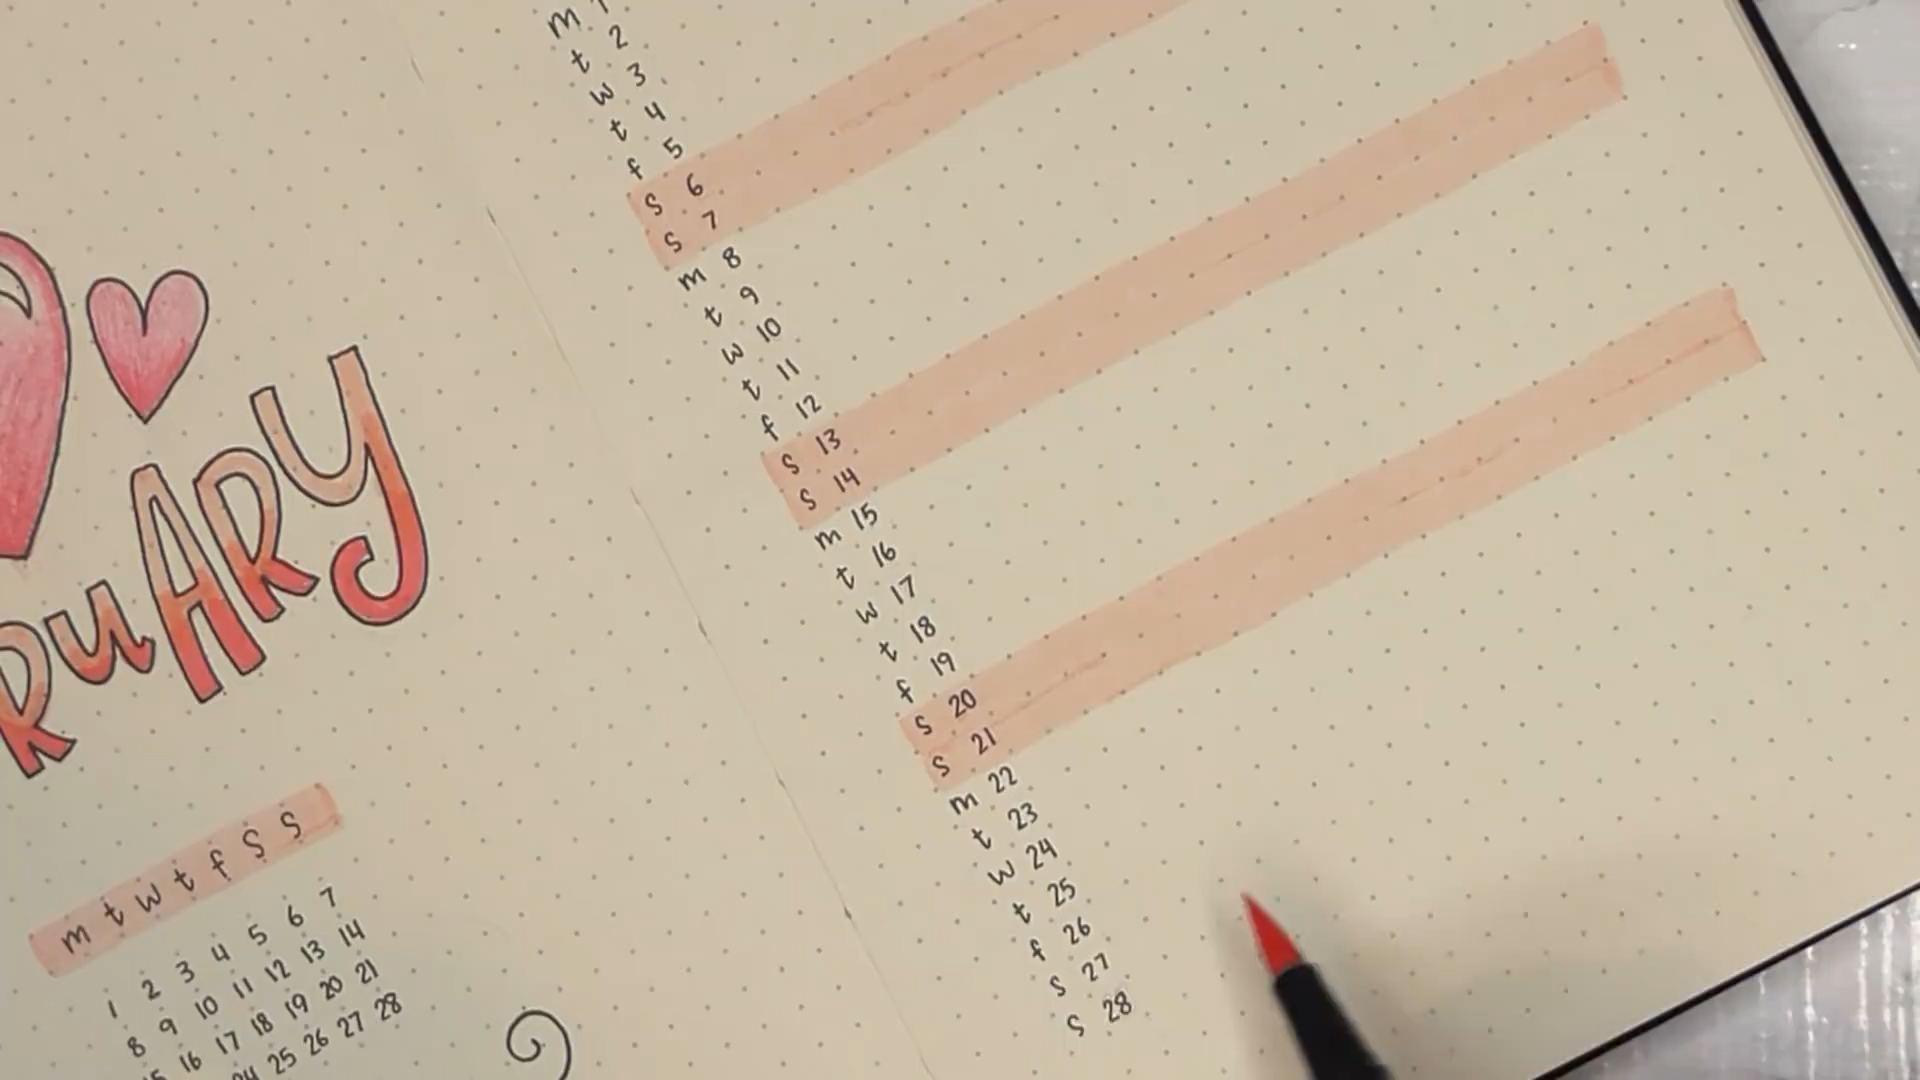 RuARY
m t w t f S S
1 2 3 4 5 6 7
8 9 10 11 12 13 14
16 17 18 19 20 21
24 25 26 27 28
m 1
t 2
w 3
t 4
f 5
S 6
S 7
m 8
t 9
w 10
t 11
f 12
S 13
S 14
m 15
t 16
w 17
t 18
f 19
S 20
S 21
m 22
t 23
w 24
t 25
f 26
S 27
S 28